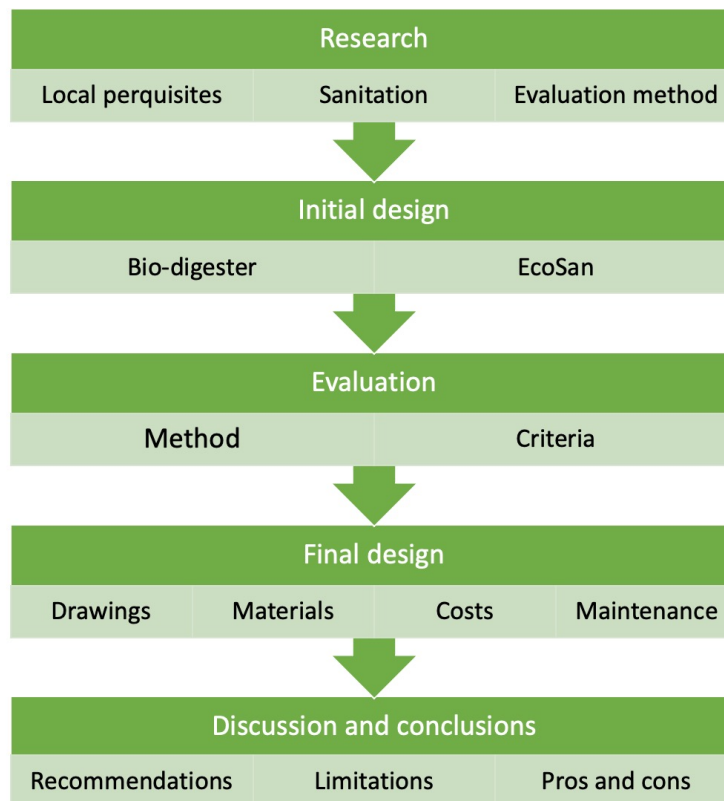 Research
Local perquisites Sanitation Evaluation method
Initial design
Bio-digester EcoSan
Evaluation
Method Criteria
Final design
Drawings Materials Costs Maintenance
Discussion and conclusions
Recommendations Limitations Pros and cons